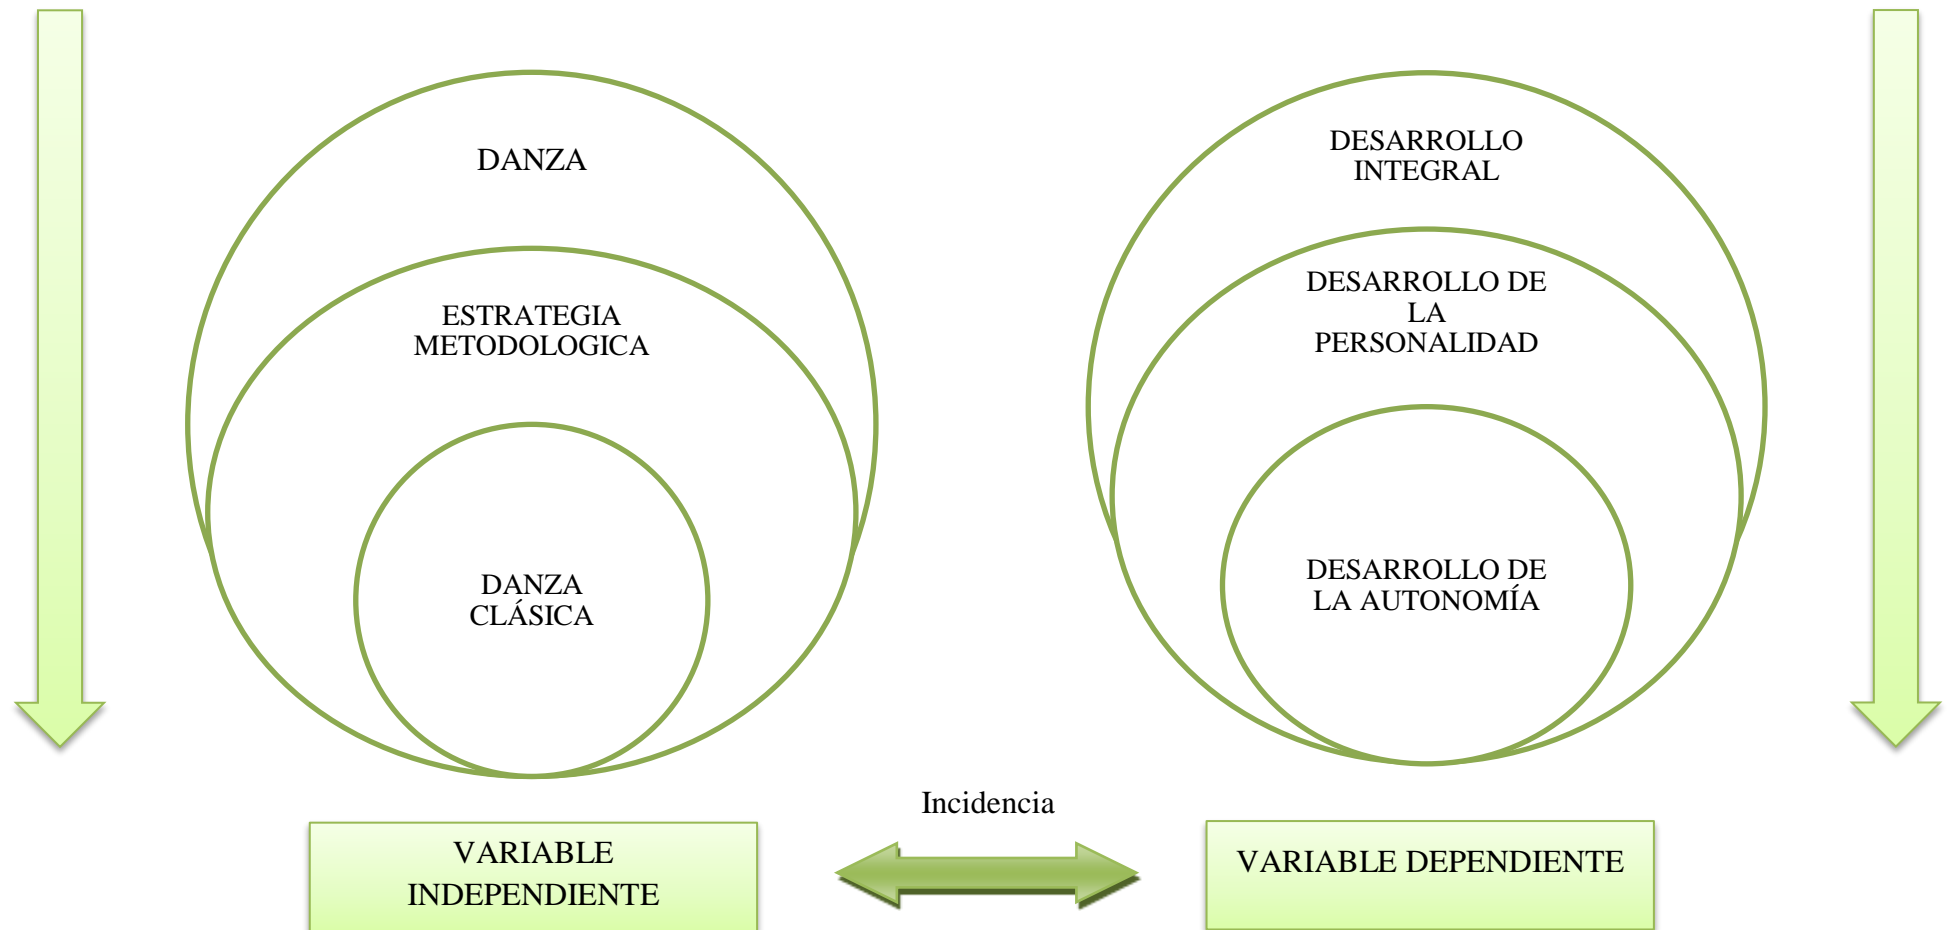 DANZA
ESTRATEGIA
METODOLOGICA
DANZA
CLÁSICA
DESARROLLO
INTEGRAL
DESARROLLO DE
LA
PERSONALIDAD
DESARROLLO DE
LA AUTONOMÍA
Incidencia
VARIABLE
INDEPENDIENTE
VARIABLE DEPENDIENTE